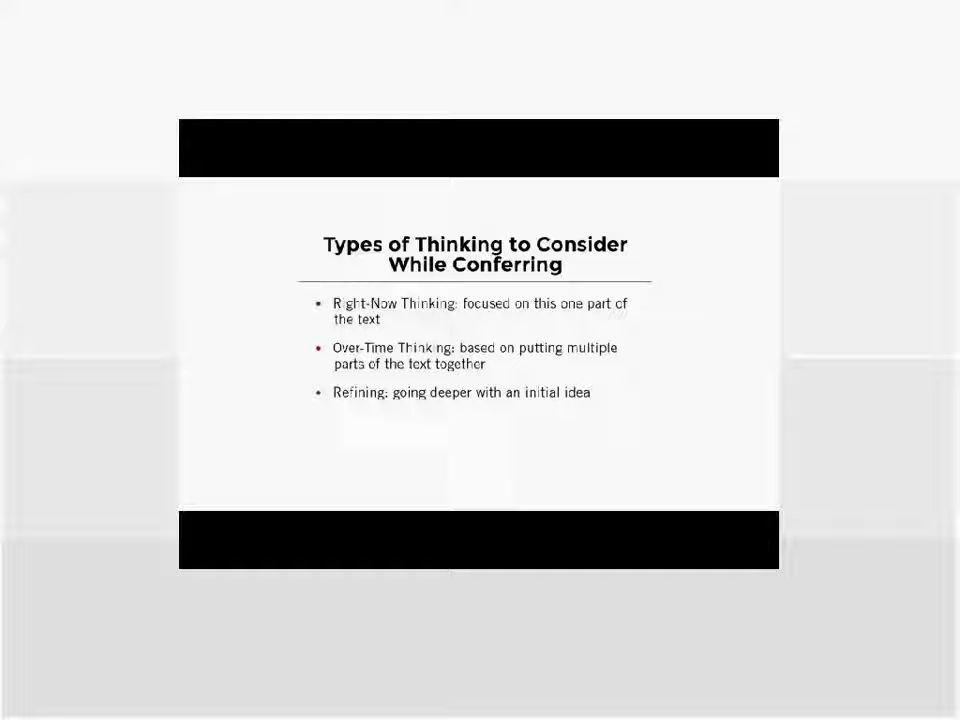 Types of Thinking to Consider
While Conferring
• Right-Now Thinking: focused on this one part of
the text
• Over-Time Thinking: based on putting multiple
parts of the text together
• Refining: going deeper with an initial idea